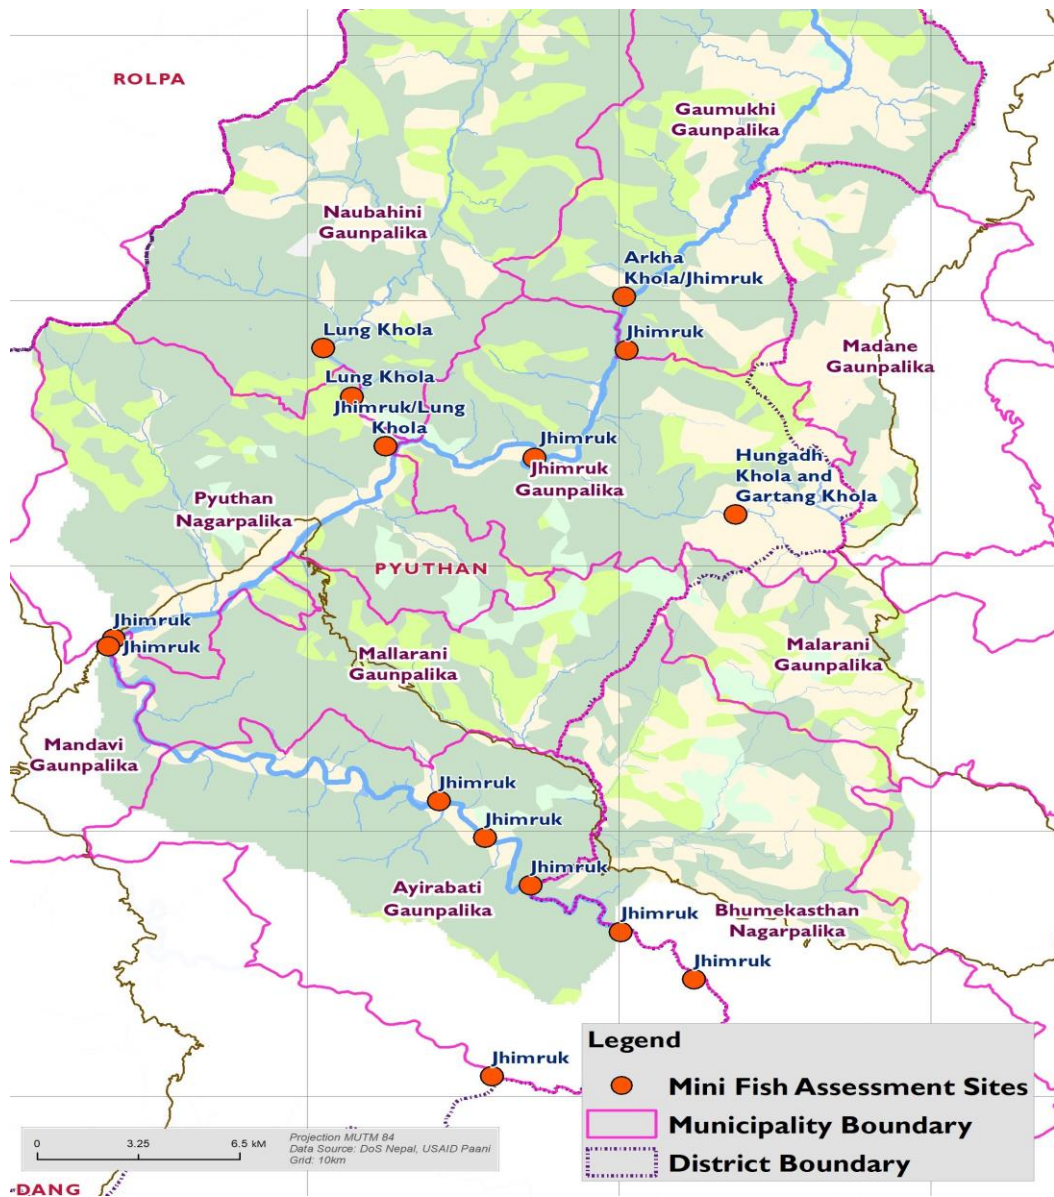 ROLPA
Gaumukhi
Gaunpalika
Naubahini
Gaunpalika
Arkha
Khola/Jhimruk
Lung Khola
Jhimruk
Madane
Gaunpalika
Lung Khola
Jhimruk/Lung
Khola
Jhimruk
Jhimruk
Gaunpalika
Hungadh
Khola and
Gartang Khola
Pyuthan
Nagarpalika
PYUTHAN
Jhimruk
Jhimruk
Mallarani
Gaunpalika
Malarani
Gaunpalika
Mandavi
Gaunpalika
Jhimruk
Jhimruk
Jhimruk
Ayirabati
Gaunpalika
Jhimruk
Bhumekasthan
Nagarpalika
Jhimruk
Jhimruk
Legend
Mini Fish Assessment Sites
Municipality Boundary
District Boundary
0 3.25 6.5 kM
Projection MUTM 84
Data Source: DoS Nepal, USAID Paani
Grid: 10km
DANG